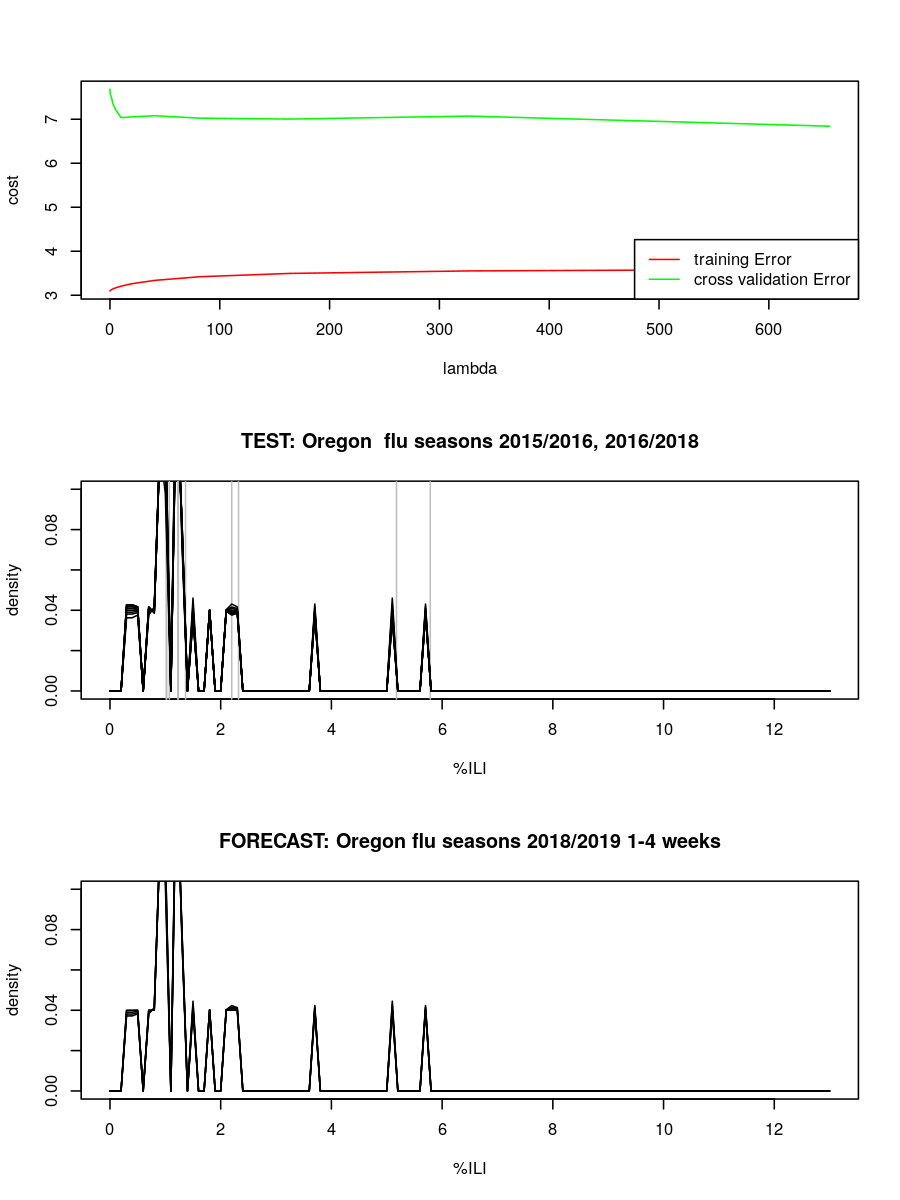 cost
7
6
5
4
3
training Error
cross validation Error
0 100 200 300 400 500 600
lambda
TEST: Oregon  flu seasons 2015/2016, 2016/2018
density
0.08
0.04
0.00
0 2 4 6 8 10 12
%ILI
FORECAST: Oregon flu seasons 2018/2019 1-4 weeks
density
0.08
0.04
0.00
0 2 4 6 8 10 12
%ILI